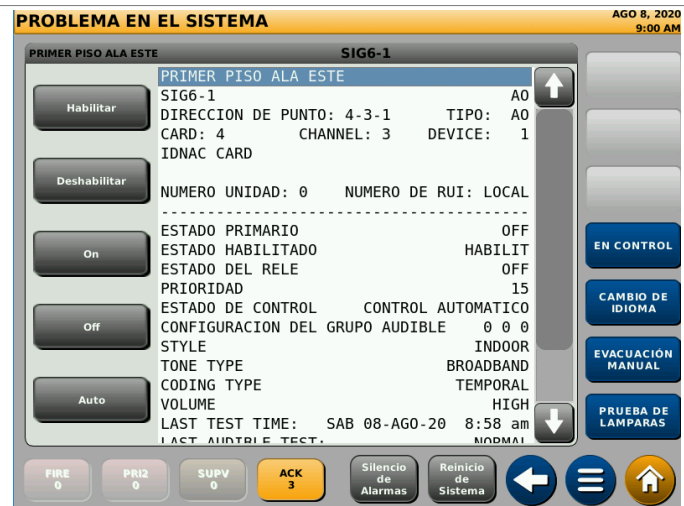 PROBLEMA EN EL SISTEMA
AGO 8, 2020
9:00 AM
PRIMER PISO ALA ESTE SIG6-1
Habilitar
Deshabilitar
On
Off
Auto
PRIMER PISO ALA ESTE
SIG6-1 AO
DIRECCION DE PUNTO: 4-3-1 TIPO: AO
CARD: 4 CHANNEL: 3 DEVICE: 1
IDNAC CARD
NUMERO UNIDAD: 0 NUMERO DE RUI: LOCAL
----------------------------------------
ESTADO PRIMARIO OFF
ESTADO HABILITADO HABILIT
ESTADO DEL RELE OFF
PRIORIDAD 15
ESTADO DE CONTROL CONTROL AUTOMATICO
CONFIGURACION DEL GRUPO AUDIBLE 0 0 0
STYLE INDOOR
TONE TYPE BROADBAND
CODING TYPE TEMPORAL
VOLUME HIGH
LAST TEST TIME: SAB 08-AGO-20 8:58 am
LAST AUDIBLE TEST: NORMAL
EN CONTROL
CAMBIO DE
IDIOMA
EVACUACIÓN
MANUAL
PRUEBA DE
LAMPARAS
FIRE
0
PRI2
0
SUPV
0
ACK
3
Silencio
de
Alarmas
Reinicio
de
Sistema